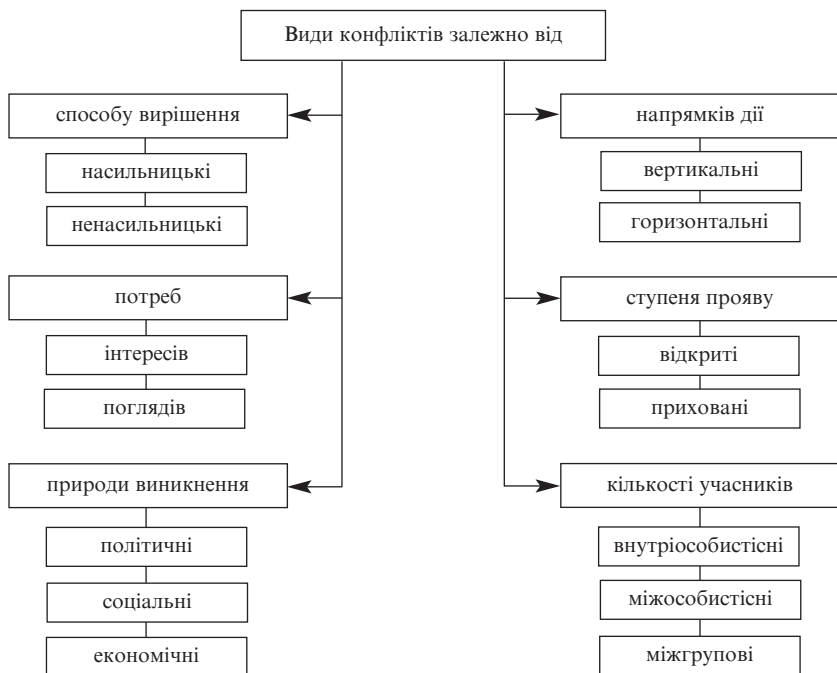 Види конфліктів залежно від
способу вирішення
насильницькі
ненасильницькі
потреб
інтересів
поглядів
природи виникнення
політичні
соціальні
економічні
напрямків дії
вертикальні
горизонтальні
ступеня прояву
відкриті
приховані
кількості учасників
внутріособистісні
міжособистісні
міжгрупові